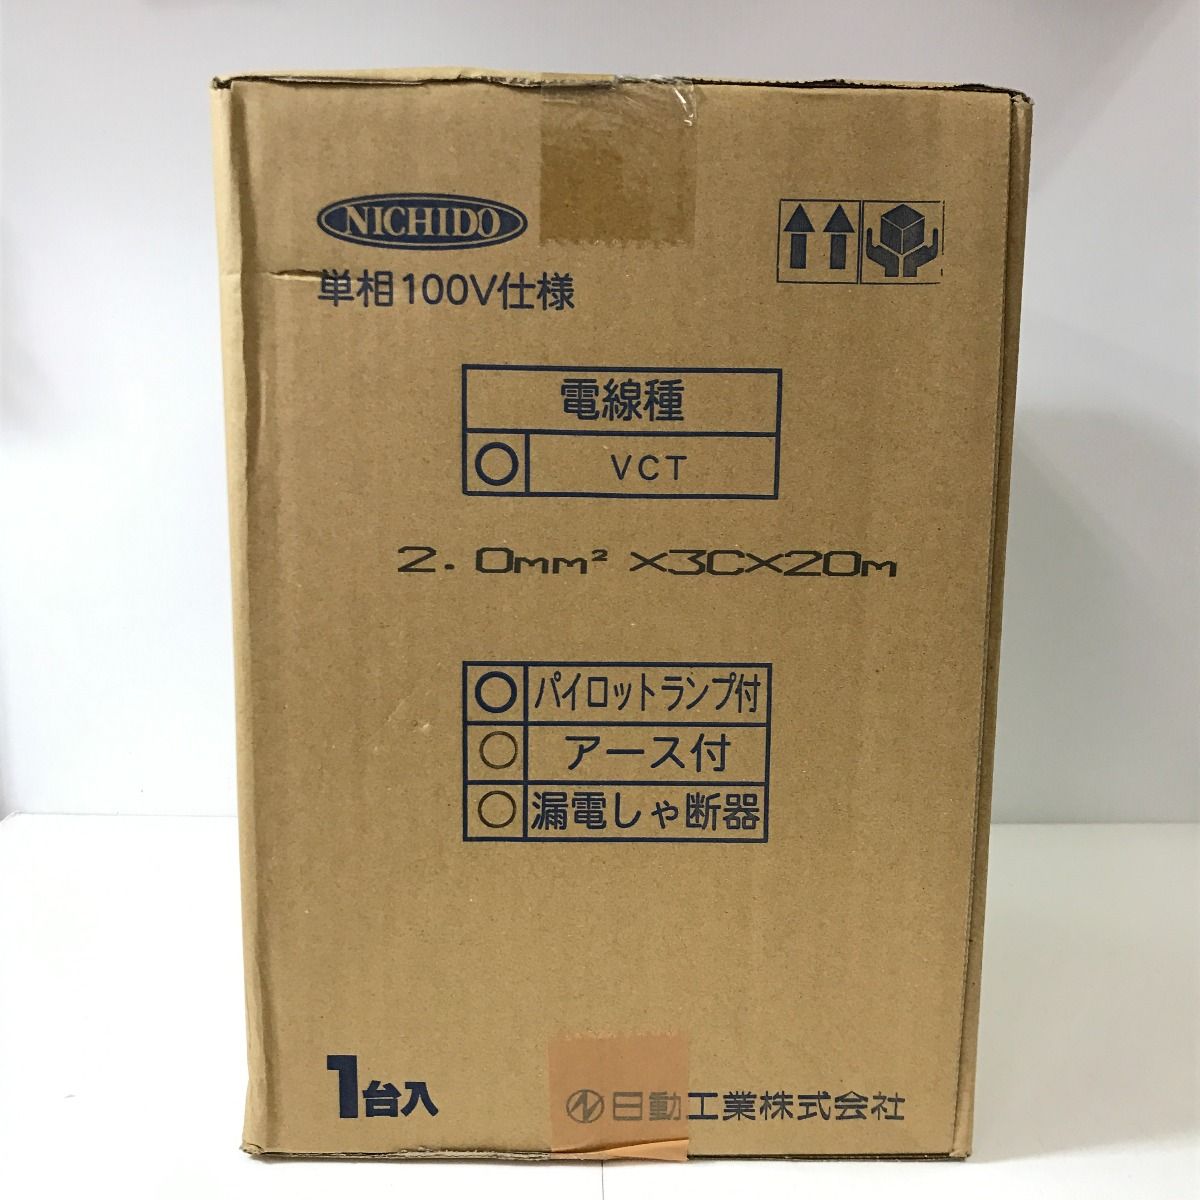 NICHIDO
単相100V仕様
電線種
○ VCT
2.0mm² ×3C×20m
○ パイロットランプ付
○ アース付
○ 漏電しゃ断器
1台入
日動工業株式会社